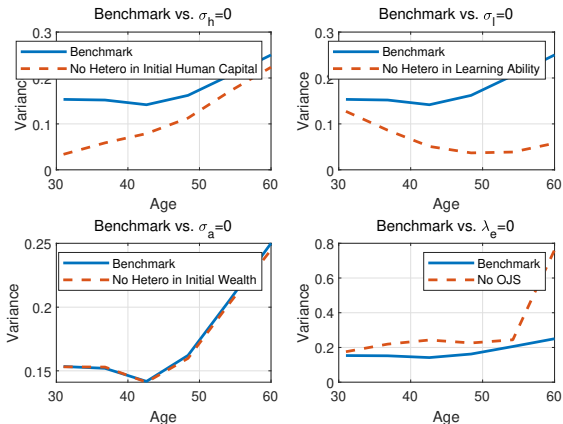 Benchmark vs. σh=0
Benchmark
No Hetero in Initial Human Capital
Variance
0.3
0.2
0.1
0
30 40 50 60
Age
Benchmark vs. σl=0
Benchmark
No Hetero in Learning Ability
Variance
0.3
0.2
0.1
0
30 40 50 60
Age
Benchmark vs. σa=0
Benchmark
No Hetero in Initial Wealth
Variance
0.25
0.2
0.15
30 40 50 60
Age
Benchmark vs. λe=0
Benchmark
No OJS
Variance
0.8
0.6
0.4
0.2
0
30 40 50 60
Age